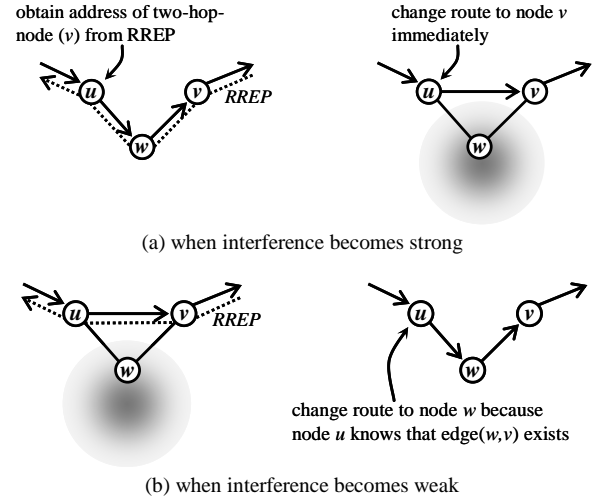 obtain address of two-hop-
node (v) from RREP
change route to node v
immediately
u
v
RREP
w
u
v
w
(a) when interference becomes strong
u
v
RREP
w
u
v
w
change route to node w because
node u knows that edge(w,v) exists
(b) when interference becomes weak